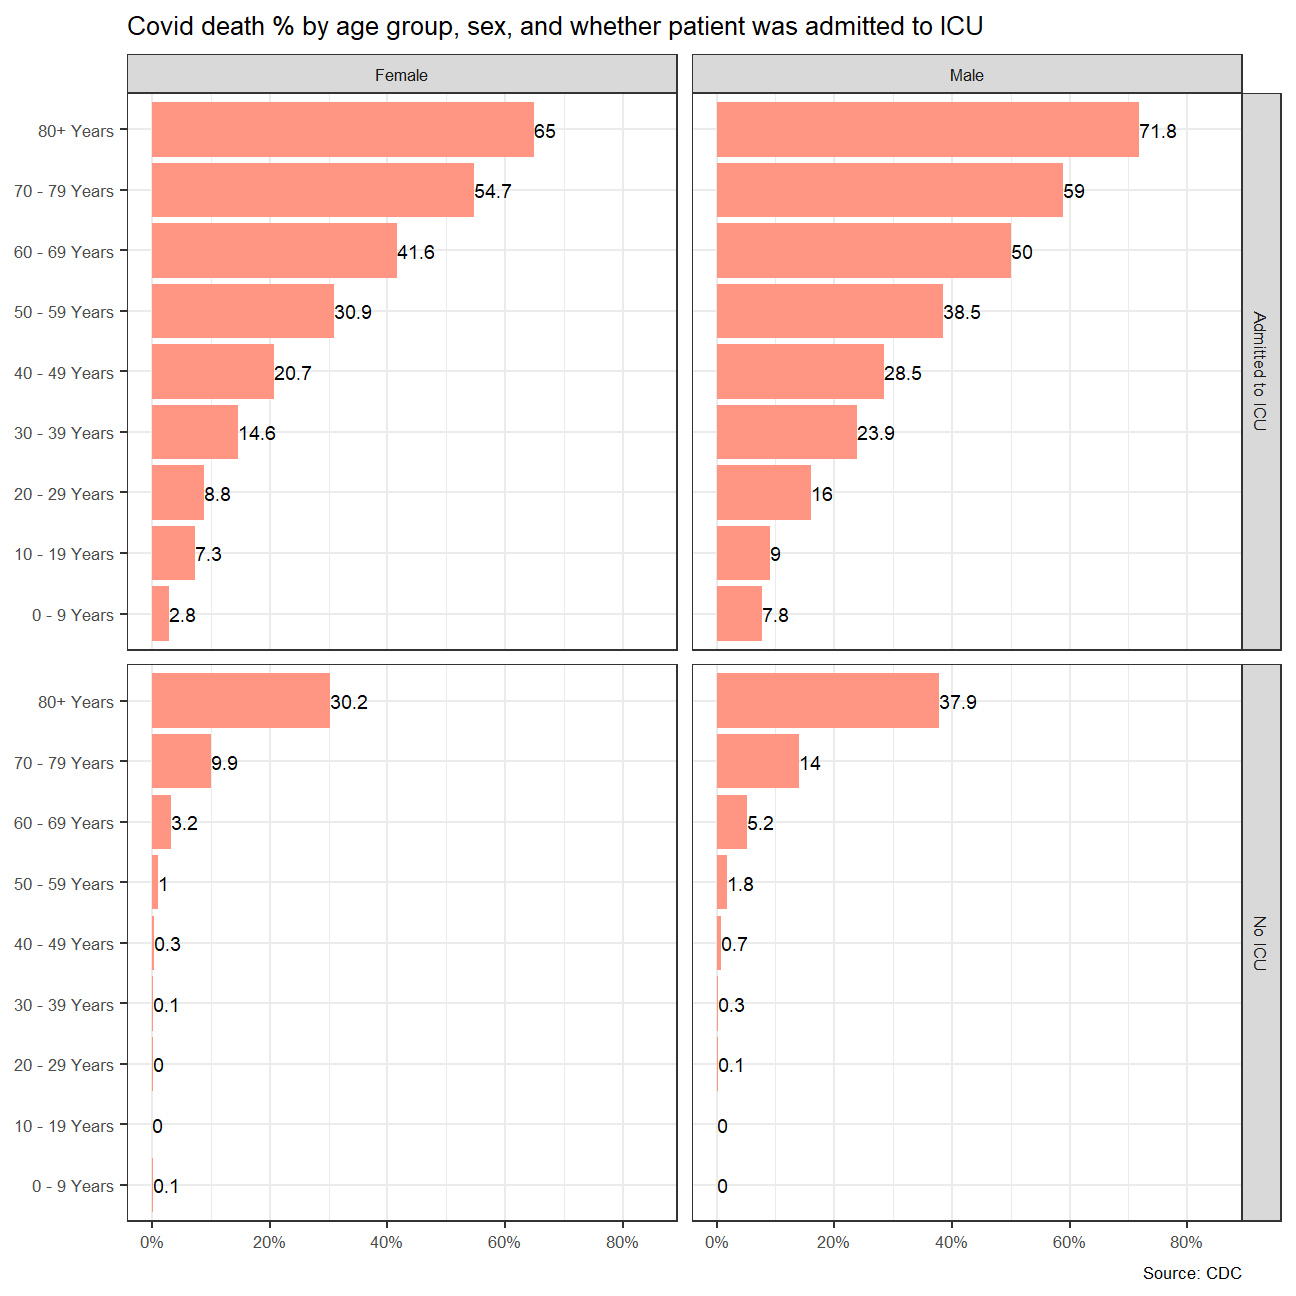 Covid death % by age group, sex, and whether patient was admitted to ICU
Female
Male
80+ Years
65
71.8
70 - 79 Years
54.7
59
60 - 69 Years
41.6
50
50 - 59 Years
30.9
38.5
40 - 49 Years
20.7
28.5
30 - 39 Years
14.6
23.9
20 - 29 Years
8.8
16
10 - 19 Years
7.3
9
0 - 9 Years
2.8
7.8
Admitted to ICU
80+ Years
30.2
37.9
70 - 79 Years
9.9
14
60 - 69 Years
3.2
5.2
50 - 59 Years
1
1.8
40 - 49 Years
0.3
0.7
30 - 39 Years
0.1
0.3
20 - 29 Years
0
0.1
10 - 19 Years
0
0
0 - 9 Years
0.1
0
No ICU
0% 20% 40% 60% 80%
0% 20% 40% 60% 80%
Source: CDC